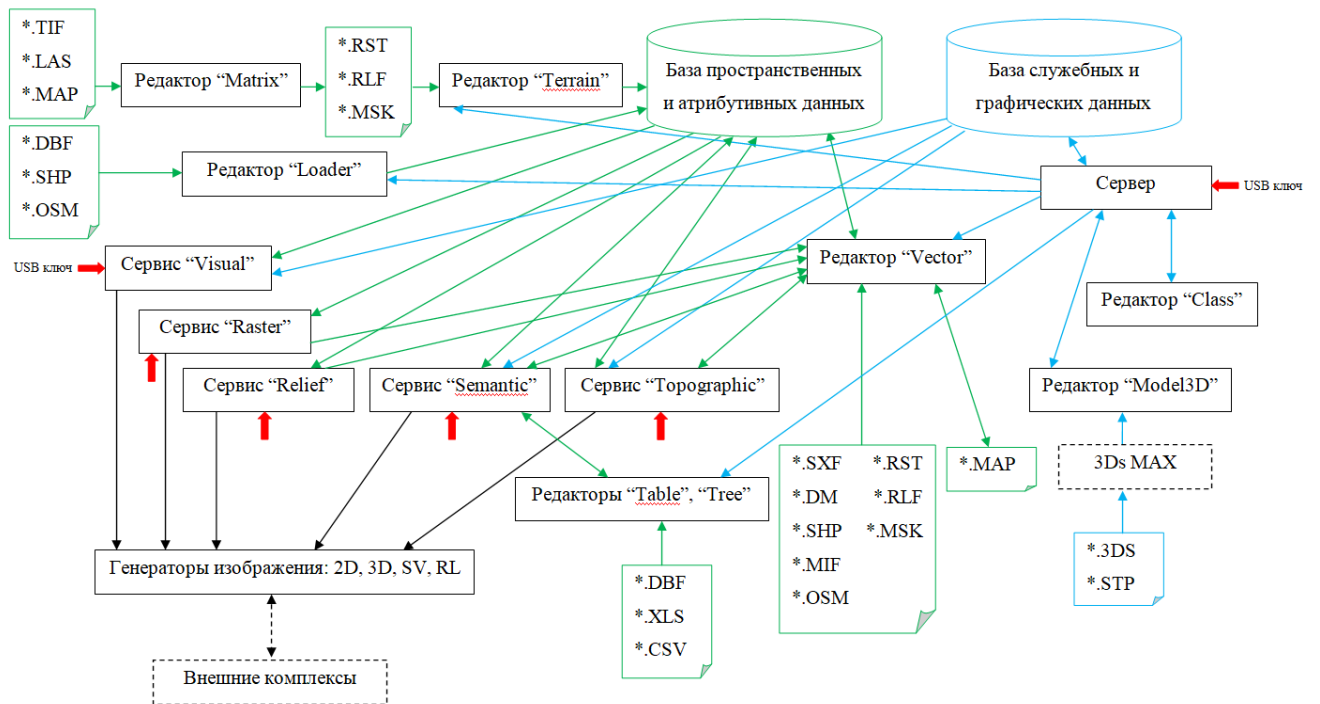 *.TIF
*.LAS
*.MAP
Редактор “Matrix”
*.RST
*.RLF
*.MSK
Редактор “Terrain”
База пространственных
и атрибутивных данных
База служебных и
графических данных
*.DBF
*.SHP
*.OSM
Редактор “Loader”
Сервер
USB ключ
USB ключ
Сервис “Visual”
Редактор “Vector”
Редактор “Class”
Сервис “Raster”
Сервис “Relief”
Сервис “Semantic”
Сервис “Topographic”
Редактор “Model3D”
*.SXF *.RST
*.DM *.RLF
*.SHP *.MSK
*.MIF
*.OSM
*.MAP
3Ds MAX
Редакторы “Table”, “Tree”
*.3DS
*.STP
Генераторы изображения: 2D, 3D, SV, RL
*.DBF
*.XLS
*.CSV
Внешние комплексы